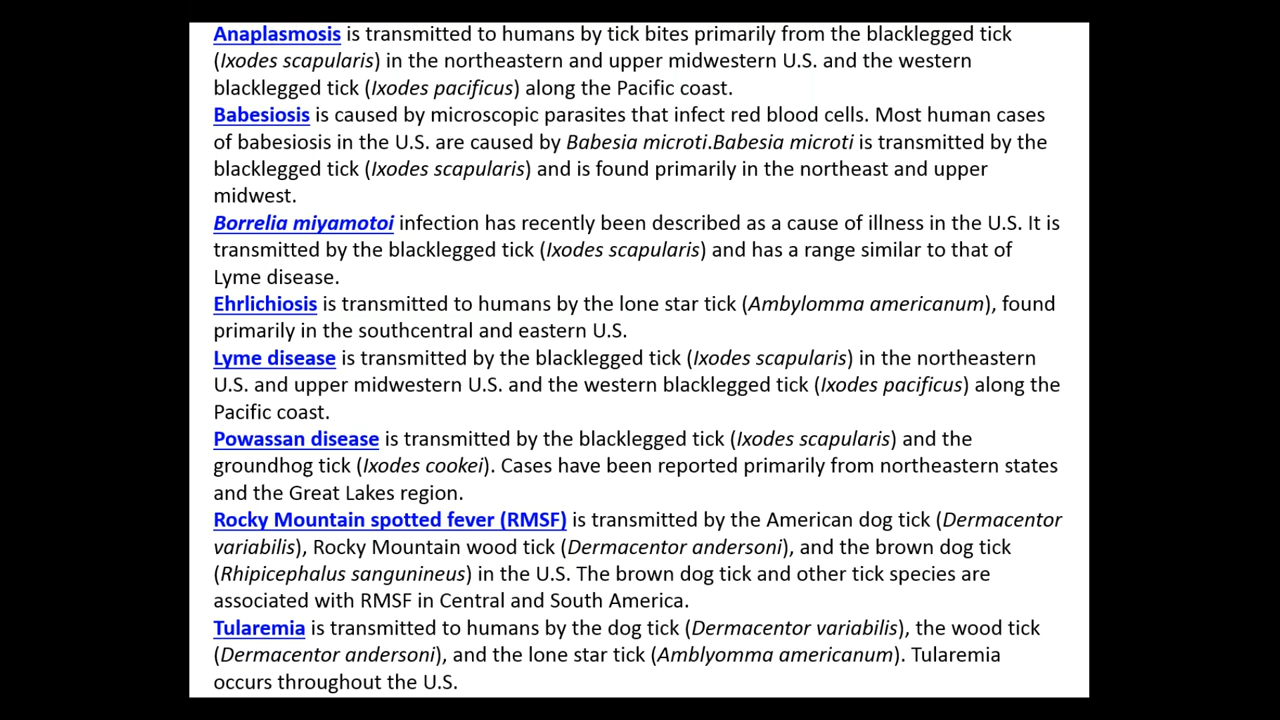 Anaplasmosis is transmitted to humans by tick bites primarily from the blacklegged tick
(Ixodes scapularis) in the northeastern and upper midwestern U.S. and the western
blacklegged tick (Ixodes pacificus) along the Pacific coast.
Babesiosis is caused by microscopic parasites that infect red blood cells. Most human cases
of babesiosis in the U.S. are caused by Babesia microti.Babesia microti is transmitted by the
blacklegged tick (Ixodes scapularis) and is found primarily in the northeast and upper
midwest.
Borrelia miyamotoi infection has recently been described as a cause of illness in the U.S. It is
transmitted by the blacklegged tick (Ixodes scapularis) and has a range similar to that of
Lyme disease.
Ehrlichiosis is transmitted to humans by the lone star tick (Ambylomma americanum), found
primarily in the southcentral and eastern U.S.
Lyme disease is transmitted by the blacklegged tick (Ixodes scapularis) in the northeastern
U.S. and upper midwestern U.S. and the western blacklegged tick (Ixodes pacificus) along the
Pacific coast.
Powassan disease is transmitted by the blacklegged tick (Ixodes scapularis) and the
groundhog tick (Ixodes cookei). Cases have been reported primarily from northeastern states
and the Great Lakes region.
Rocky Mountain spotted fever (RMSF) is transmitted by the American dog tick (Dermacentor
variabilis), Rocky Mountain wood tick (Dermacentor andersoni), and the brown dog tick
(Rhipicephalus sangunineus) in the U.S. The brown dog tick and other tick species are
associated with RMSF in Central and South America.
Tularemia is transmitted to humans by the dog tick (Dermacentor variabilis), the wood tick
(Dermacentor andersoni), and the lone star tick (Amblyomma americanum). Tularemia
occurs throughout the U.S.